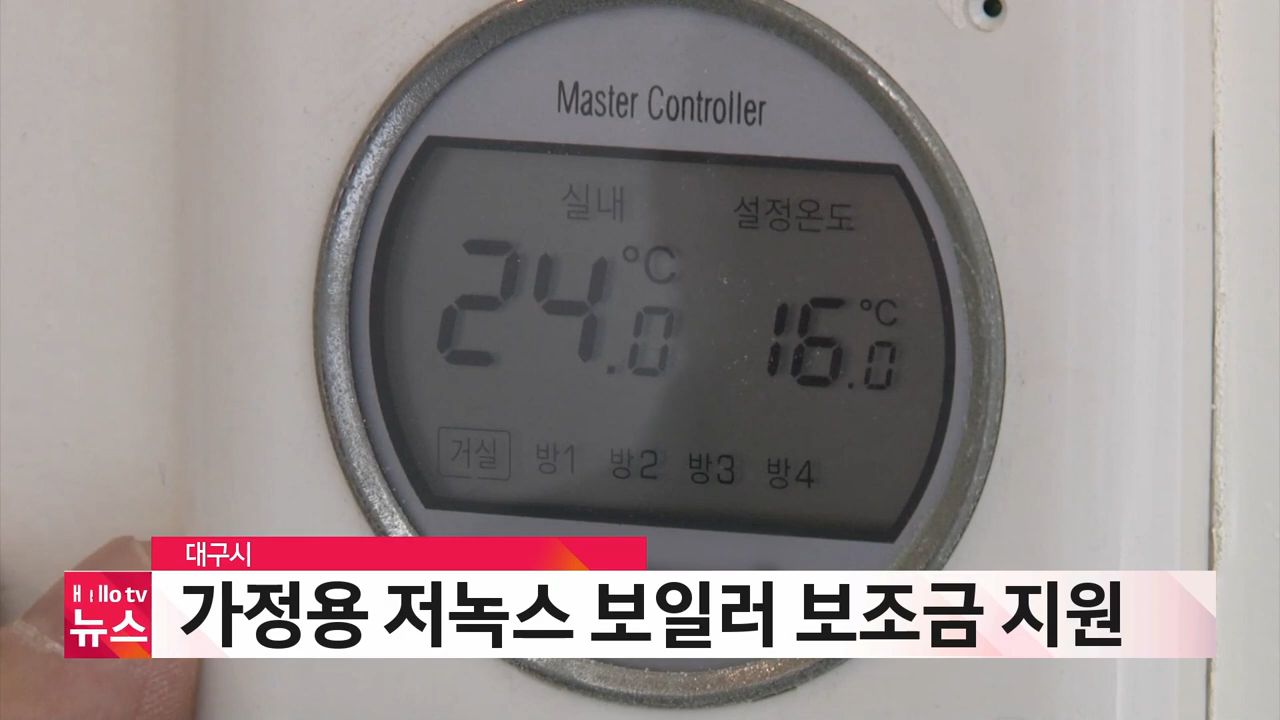 Master Controller
실내 설정온도
24.0 °C 16.0 °C
거실 방1 방2 방3 방4
대구시
Hello tv
뉴스
가정용 저녹스 보일러 보조금 지원